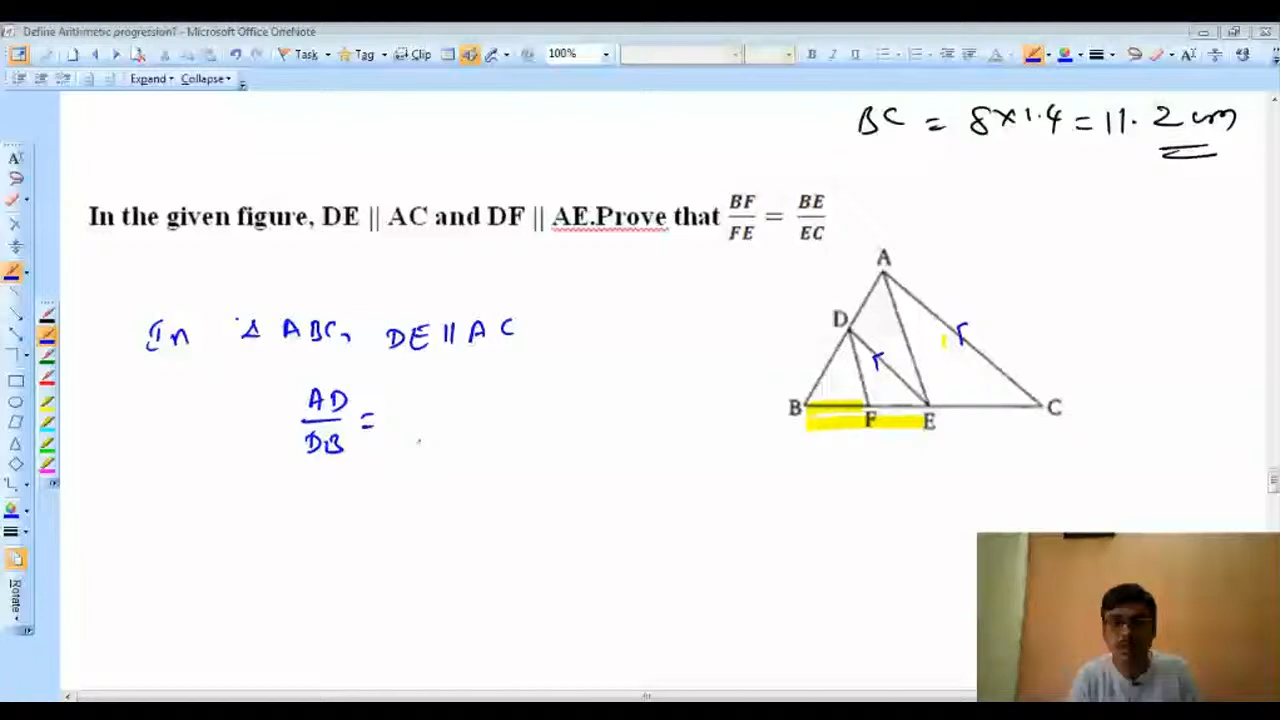 Define Arithmetic progression? - Microsoft Office OneNote
Task Tag Clip 100% B I U
Expand Collapse
BC = 8×1.4 = 11.2 cm
In the given figure, DE || AC and DF || AE.Prove that BF/FE = BE/EC
A
In Δ ABC, DE || AC
D
AD/DB =
B F E C
Rotate